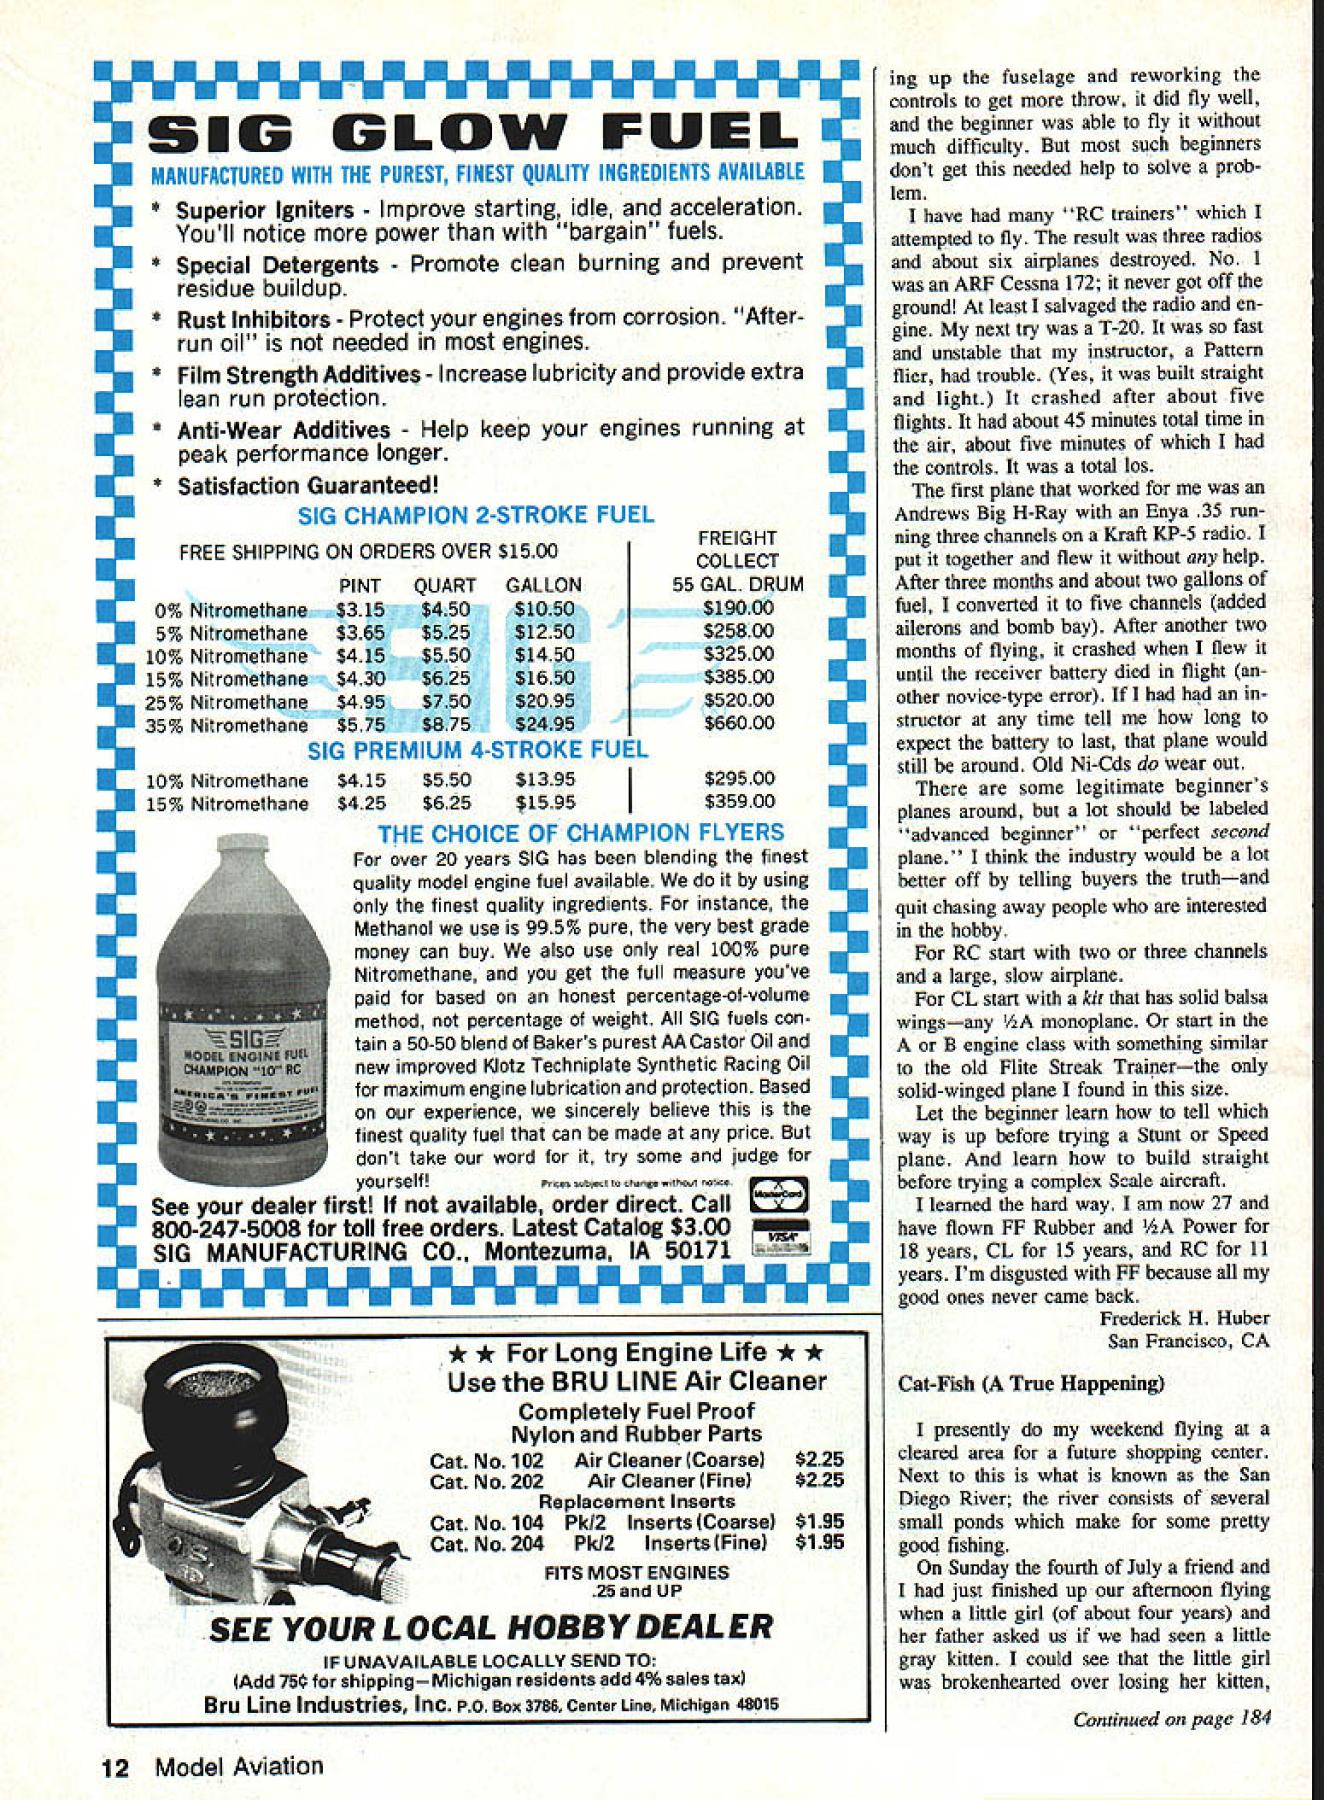 SIG GLOW FUEL
MANUFACTURED WITH THE PUREST, FINEST QUALITY INGREDIENTS AVAILABLE
* Superior Igniters - Improve starting, idle, and acceleration.
You'll notice more power than with "bargain" fuels.
* Special Detergents - Promote clean burning and prevent
residue buildup.
* Rust Inhibitors - Protect your engines from corrosion. "After-
run oil" is not needed in most engines.
* Film Strength Additives - Increase lubricity and provide extra
lean run protection.
* Anti-Wear Additives - Help keep your engines running at
peak performance longer.
* Satisfaction Guaranteed!
SIG CHAMPION 2-STROKE FUEL
FREE SHIPPING ON ORDERS OVER $15.00
FREIGHT
COLLECT
PINT QUART GALLON 55 GAL. DRUM
0% Nitromethane $3.15 $4.50 $10.50 $190.00
5% Nitromethane $3.65 $5.25 $12.50 $258.00
10% Nitromethane $4.15 $5.50 $14.50 $325.00
15% Nitromethane $4.30 $6.25 $16.50 $385.00
25% Nitromethane $4.95 $7.50 $20.95 $520.00
35% Nitromethane $5.75 $8.75 $24.95 $660.00
SIG PREMIUM 4-STROKE FUEL
10% Nitromethane $4.15 $5.50 $13.95 $295.00
15% Nitromethane $4.25 $6.25 $15.95 $359.00
THE CHOICE OF CHAMPION FLYERS
For over 20 years SIG has been blending the finest
quality model engine fuel available. We do it by using
only the finest quality ingredients. For instance, the
Methanol we use is 99.5% pure, the very best grade
money can buy. We also use only real 100% pure
Nitromethane, and you get the full measure you've
paid for based on an honest percentage-of-volume
method, not percentage of weight. All SIG fuels con-
tain a 50-50 blend of Baker's purest AA Castor Oil and
new improved Klotz Techniplate Synthetic Racing Oil
for maximum engine lubrication and protection. Based
on our experience, we sincerely believe this is the
finest quality fuel that can be made at any price. But
don't take our word for it, try some and judge for
yourself!
Prices subject to change without notice.
SIG
MODEL ENGINE FUEL
CHAMPION "10" RC
AMERICA'S FINEST FUEL
MasterCard
VISA
See your dealer first! If not available, order direct. Call
800-247-5008 for toll free orders. Latest Catalog $3.00
SIG MANUFACTURING CO., Montezuma, IA 50171
★ ★ For Long Engine Life ★ ★
Use the BRU LINE Air Cleaner
Completely Fuel Proof
Nylon and Rubber Parts
Cat. No. 102 Air Cleaner (Coarse) $2.25
Cat. No. 202 Air Cleaner (Fine) $2.25
Replacement Inserts
Cat. No. 104 Pk/2 Inserts (Coarse) $1.95
Cat. No. 204 Pk/2 Inserts (Fine) $1.95
FITS MOST ENGINES
.25 and UP
SEE YOUR LOCAL HOBBY DEALER
IF UNAVAILABLE LOCALLY SEND TO:
(Add 75¢ for shipping—Michigan residents add 4% sales tax)
Bru Line Industries, Inc. P.O. Box 3786, Center Line, Michigan 48015
ing up the fuselage and reworking the
controls to get more throw, it did fly well,
and the beginner was able to fly it without
much difficulty. But most such beginners
don't get this needed help to solve a prob-
lem.
I have had many "RC trainers" which I
attempted to fly. The result was three radios
and about six airplanes destroyed. No. 1
was an ARF Cessna 172; it never got off the
ground! At least I salvaged the radio and en-
gine. My next try was a T-20. It was so fast
and unstable that my instructor, a Pattern
flier, had trouble. (Yes, it was built straight
and light.) It crashed after about five
flights. It had about 45 minutes total time in
the air, about five minutes of which I had
the controls. It was a total los.
The first plane that worked for me was an
Andrews Big H-Ray with an Enya .35 run-
ning three channels on a Kraft KP-5 radio. I
put it together and flew it without any help.
After three months and about two gallons of
fuel, I converted it to five channels (added
ailerons and bomb bay). After another two
months of flying, it crashed when I flew it
until the receiver battery died in flight (an-
other novice-type error). If I had had an in-
structor at any time tell me how long to
expect the battery to last, that plane would
still be around. Old Ni-Cds do wear out.
There are some legitimate beginner's
planes around, but a lot should be labeled
"advanced beginner" or "perfect second
plane." I think the industry would be a lot
better off by telling buyers the truth—and
quit chasing away people who are interested
in the hobby.
For RC start with two or three channels
and a large, slow airplane.
For CL start with a kit that has solid balsa
wings—any ½A monoplane. Or start in the
A or B engine class with something similar
to the old Flite Streak Trainer—the only
solid-winged plane I found in this size.
Let the beginner learn how to tell which
way is up before trying a Stunt or Speed
plane. And learn how to build straight
before trying a complex Scale aircraft.
I learned the hard way. I am now 27 and
have flown FF Rubber and ½A Power for
18 years, CL for 15 years, and RC for 11
years. I'm disgusted with FF because all my
good ones never came back.
Frederick H. Huber
San Francisco, CA
Cat-Fish (A True Happening)
I presently do my weekend flying at a
cleared area for a future shopping center.
Next to this is what is known as the San
Diego River; the river consists of several
small ponds which make for some pretty
good fishing.
On Sunday the fourth of July a friend and
I had just finished up our afternoon flying
when a little girl (of about four years) and
her father asked us if we had seen a little
gray kitten. I could see that the little girl
was brokenhearted over losing her kitten,
Continued on page 184
12 Model Aviation